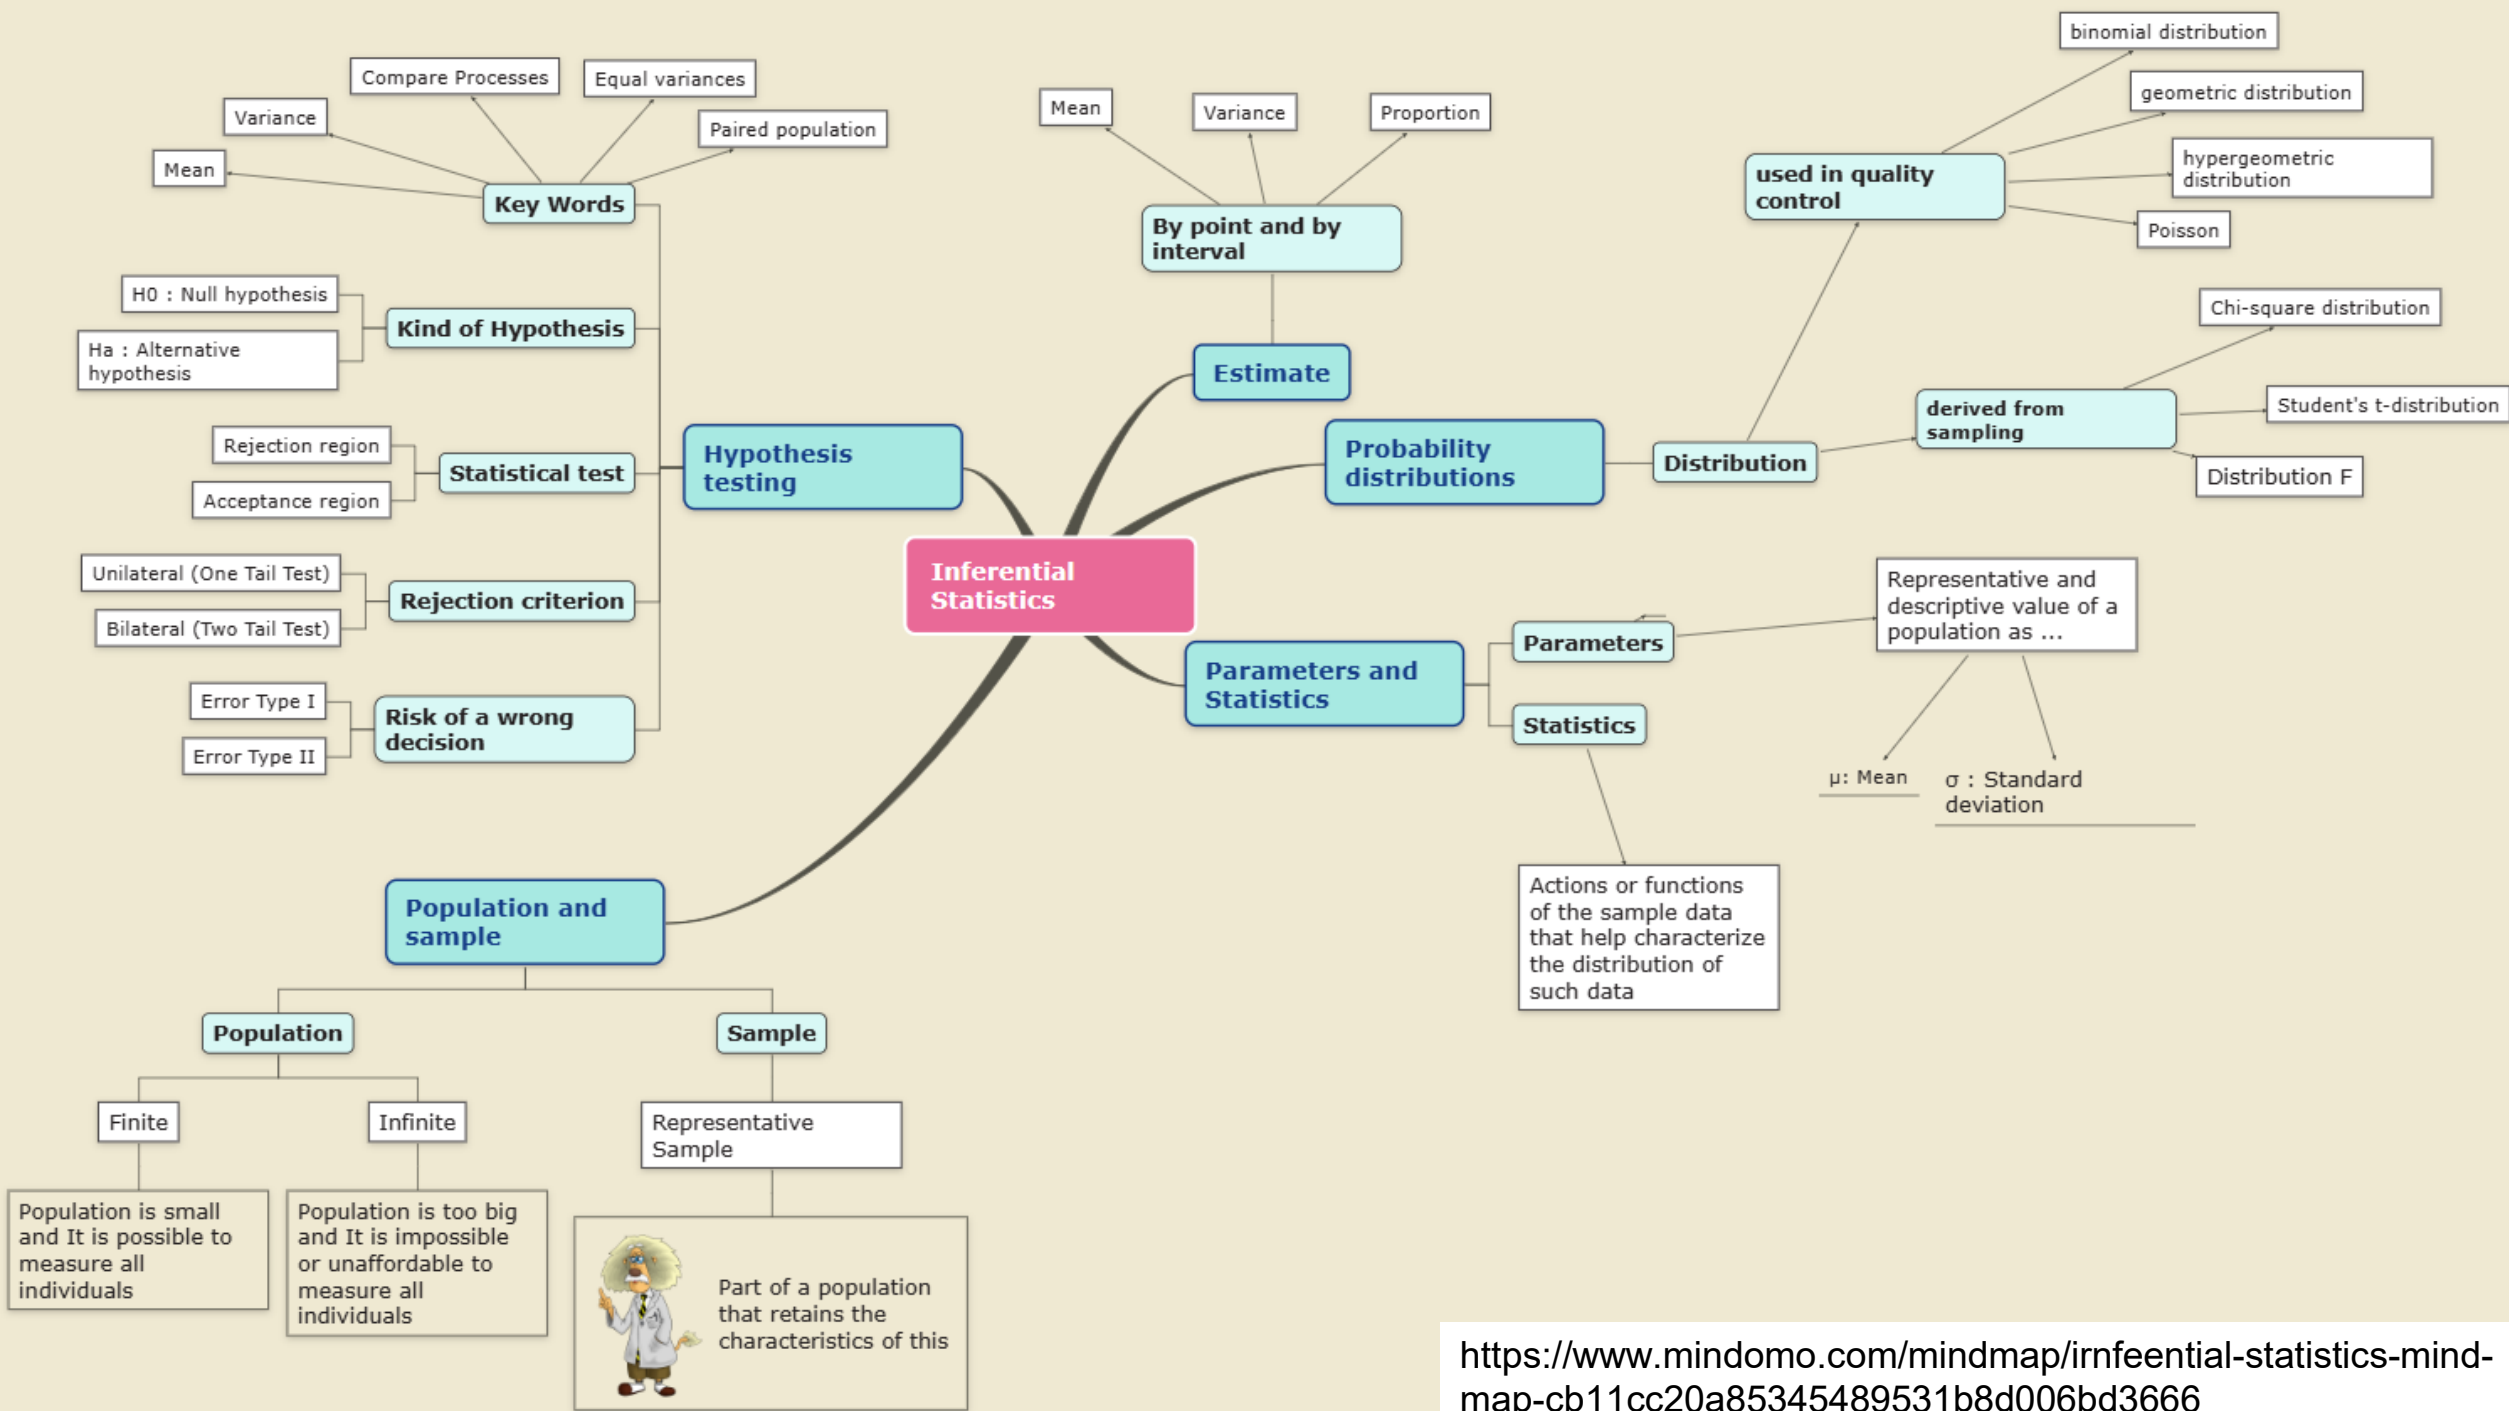 Compare Processes
Equal variances
Variance
Paired population
Mean
Key Words
H0 : Null hypothesis
Ha : Alternative
hypothesis
Kind of Hypothesis
Rejection region
Acceptance region
Statistical test
Unilateral (One Tail Test)
Bilateral (Two Tail Test)
Rejection criterion
Error Type I
Error Type II
Risk of a wrong
decision
Hypothesis
testing
Mean
Variance
Proportion
By point and by
interval
Estimate
binomial distribution
geometric distribution
hypergeometric
distribution
Poisson
used in quality
control
Chi-square distribution
Student's t-distribution
Distribution F
derived from
sampling
Distribution
Probability
distributions
Inferential
Statistics
Parameters and
Statistics
Parameters
Representative and
descriptive value of a
population as ...
μ: Mean
σ : Standard
deviation
Statistics
Actions or functions
of the sample data
that help characterize
the distribution of
such data
Population and
sample
Population
Finite
Population is small
and It is possible to
measure all
individuals
Infinite
Population is too big
and It is impossible
or unaffordable to
measure all
individuals
Sample
Representative
Sample
Part of a population
that retains the
characteristics of this
https://www.mindomo.com/mindmap/irnfeential-statistics-mind-
map-cb11cc20a85345489531b8d006bd3666